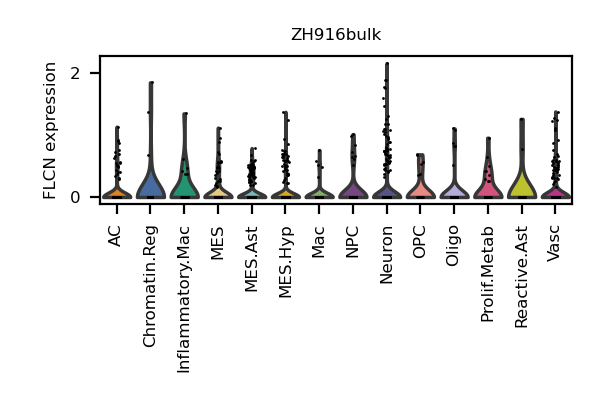 ZH916bulk
FLCN expression
2
0
AC
Chromatin.Reg
Inflammatory.Mac
MES
MES.Ast
MES.Hyp
Mac
NPC
Neuron
OPC
Oligo
Prolif.Metab
Reactive.Ast
Vasc